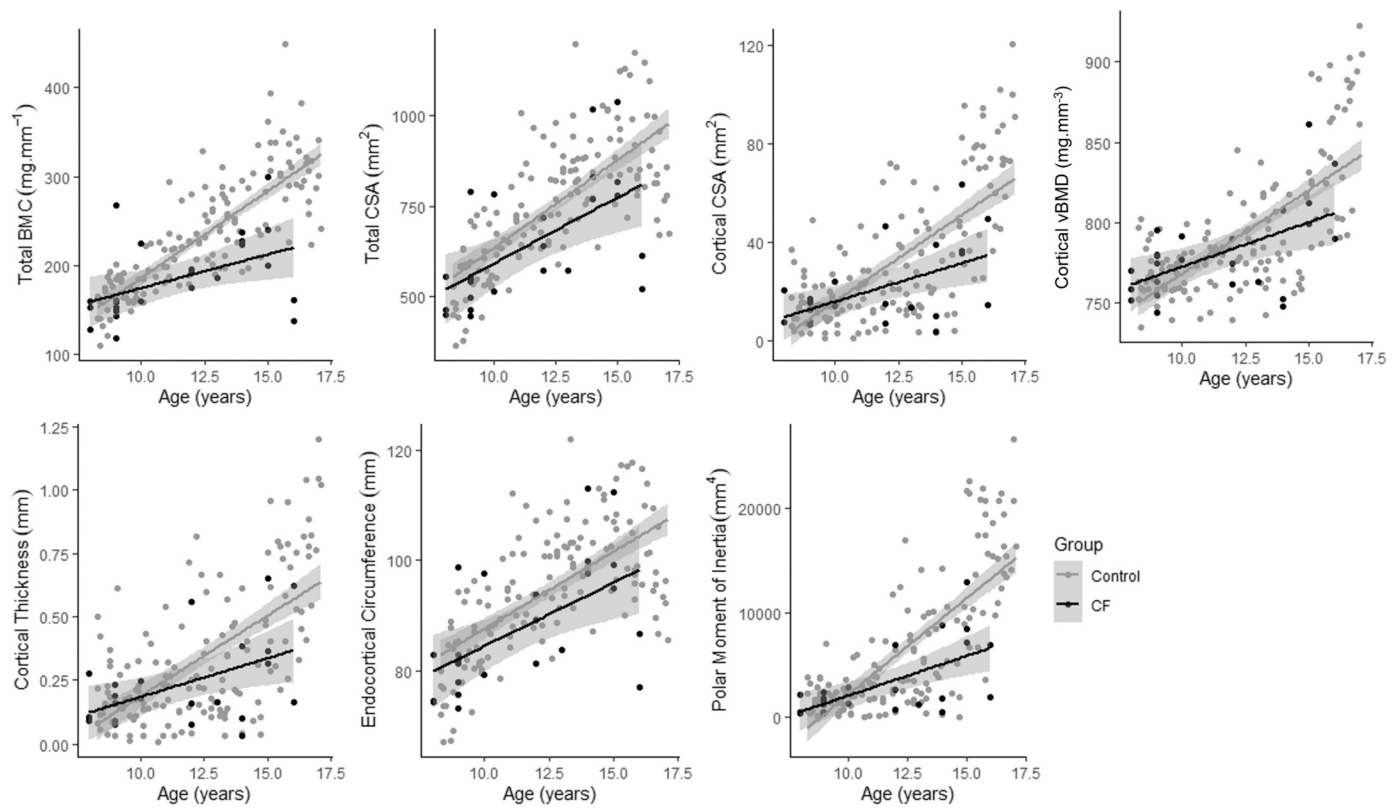 Total BMC (mg.mm⁻¹)
400
300
200
100
10.0 12.5 15.0 17.5
Age (years)
Total CSA (mm²)
1000
750
500
10.0 12.5 15.0 17.5
Age (years)
Cortical CSA (mm²)
120
80
40
0
10.0 12.5 15.0 17.5
Age (years)
Cortical vBMD (mg.mm⁻³)
900
850
800
750
10.0 12.5 15.0 17.5
Age (years)
Cortical Thickness (mm)
1.25
1.00
0.75
0.50
0.25
0.00
10.0 12.5 15.0 17.5
Age (years)
Endocortical Circumference (mm)
120
100
80
10.0 12.5 15.0 17.5
Age (years)
Polar Moment of Inertia(mm⁴)
20000
10000
0
10.0 12.5 15.0 17.5
Age (years)
Group
Control
CF